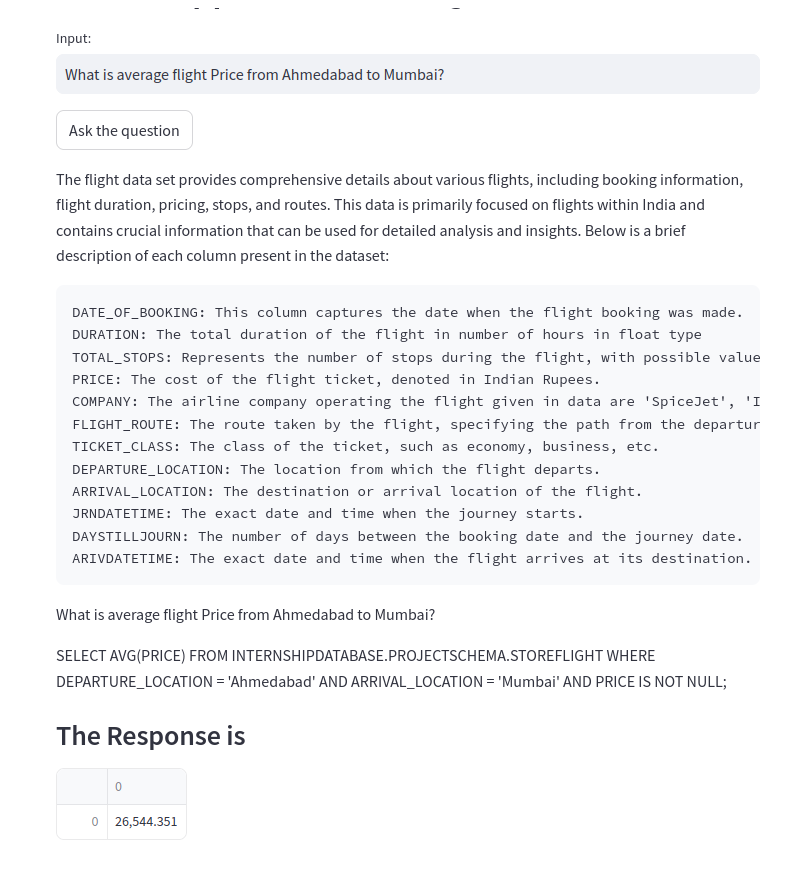 Input:
What is average flight Price from Ahmedabad to Mumbai?
Ask the question
The flight data set provides comprehensive details about various flights, including booking information,
flight duration, pricing, stops, and routes. This data is primarily focused on flights within India and
contains crucial information that can be used for detailed analysis and insights. Below is a brief
description of each column present in the dataset:
DATE_OF_BOOKING: This column captures the date when the flight booking was made.
DURATION: The total duration of the flight in number of hours in float type
TOTAL_STOPS: Represents the number of stops during the flight, with possible value
PRICE: The cost of the flight ticket, denoted in Indian Rupees.
COMPANY: The airline company operating the flight given in data are 'SpiceJet', 'I
FLIGHT_ROUTE: The route taken by the flight, specifying the path from the departur
TICKET_CLASS: The class of the ticket, such as economy, business, etc.
DEPARTURE_LOCATION: The location from which the flight departs.
ARRIVAL_LOCATION: The destination or arrival location of the flight.
JRNDATETIME: The exact date and time when the journey starts.
DAYSTILLJOURN: The number of days between the booking date and the journey date.
ARIVDATETIME: The exact date and time when the flight arrives at its destination.
What is average flight Price from Ahmedabad to Mumbai?
SELECT AVG(PRICE) FROM INTERNSHIPDATABASE.PROJECTSCHEMA.STOREFLIGHT WHERE
DEPARTURE_LOCATION = 'Ahmedabad' AND ARRIVAL_LOCATION = 'Mumbai' AND PRICE IS NOT NULL;
The Response is
0
0 26,544.351